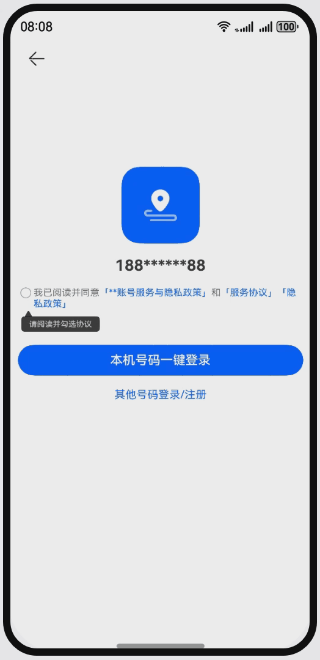 08:08
100
188******88
我已阅读并同意「**账号服务与隐私政策」和「服务协议」「隐
私政策」
请阅读并勾选协议
本机号码一键登录
其他号码登录/注册